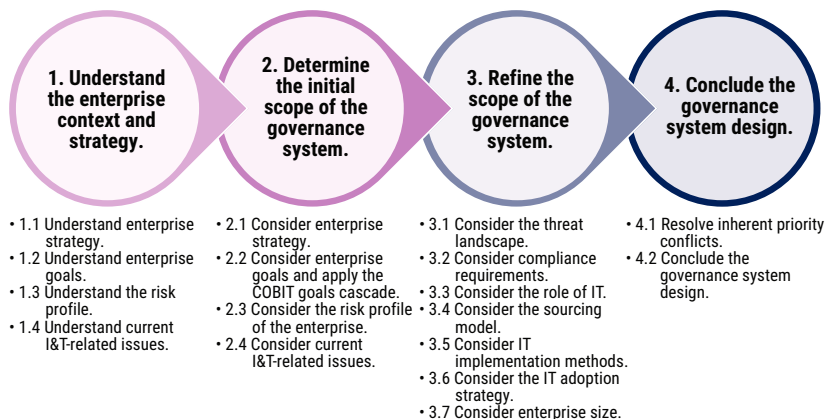 1. Understand
the enterprise
context and
strategy.
2. Determine
the initial
scope of the
governance
system.
3. Refine the
scope of the
governance
system.
4. Conclude the
governance
system design.
• 1.1 Understand enterprise
strategy.
• 1.2 Understand enterprise
goals.
• 1.3 Understand the risk
profile.
• 1.4 Understand current
I&T-related issues.
• 2.1 Consider enterprise
strategy.
• 2.2 Consider enterprise
goals and apply the
COBIT goals cascade.
• 2.3 Consider the risk profile
of the enterprise.
• 2.4 Consider current
I&T-related issues.
• 3.1 Consider the threat
landscape.
• 3.2 Consider compliance
requirements.
• 3.3 Consider the role of IT.
• 3.4 Consider the sourcing
model.
• 3.5 Consider IT
implementation methods.
• 3.6 Consider the IT adoption
strategy.
• 3.7 Consider enterprise size.
• 4.1 Resolve inherent priority
conflicts.
• 4.2 Conclude the
governance system
design.